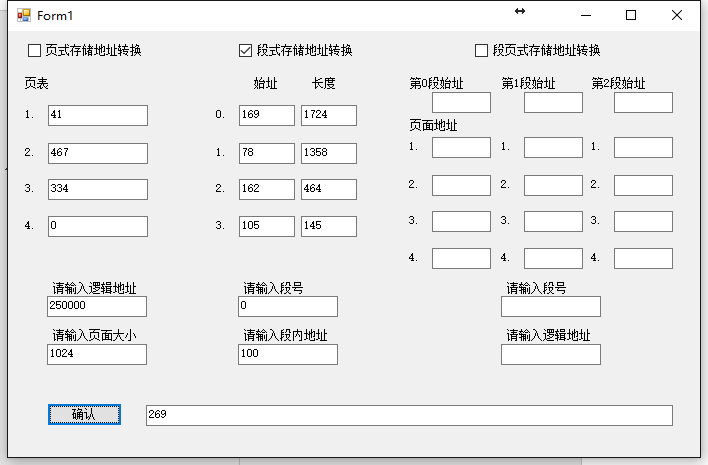 Form1
页式存储地址转换 段式存储地址转换 段页式存储地址转换
页表 始址 长度 第0段始址 第1段始址 第2段始址
页面地址
1. 41 0. 169 1724 1. 1. 1.
2. 467 1. 78 1358 2. 2. 2.
3. 334 2. 162 464 3. 3. 3.
4. 0 3. 105 145 4. 4. 4.
请输入逻辑地址 请输入段号 请输入段号
250000 0
请输入页面大小 请输入段内地址 请输入逻辑地址
1024 100
确认 269